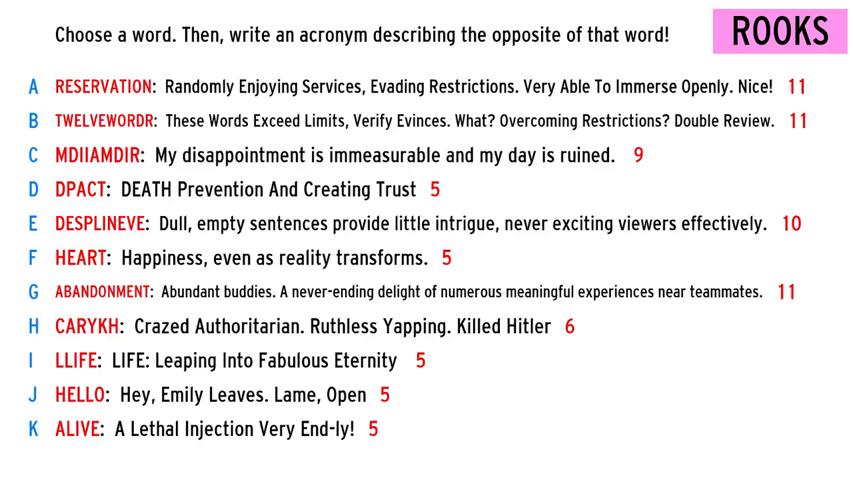 Choose a word. Then, write an acronym describing the opposite of that word!
ROOKS
A RESERVATION: Randomly Enjoying Services, Evading Restrictions. Very Able To Immerse Openly. Nice! 11
B TWELVEWORDR: These Words Exceed Limits, Verify Evinces. What? Overcoming Restrictions? Double Review. 11
C MDIIAMDIR: My disappointment is immeasurable and my day is ruined. 9
D DPACT: DEATH Prevention And Creating Trust 5
E DESPLINEVE: Dull, empty sentences provide little intrigue, never exciting viewers effectively. 10
F HEART: Happiness, even as reality transforms. 5
G ABANDONMENT: Abundant buddies. A never-ending delight of numerous meaningful experiences near teammates. 11
H CARYKH: Crazed Authoritarian. Ruthless Yapping. Killed Hitler 6
I LLIFE: LIFE: Leaping Into Fabulous Eternity 5
J HELLO: Hey, Emily Leaves. Lame, Open 5
K ALIVE: A Lethal Injection Very End-ly! 5